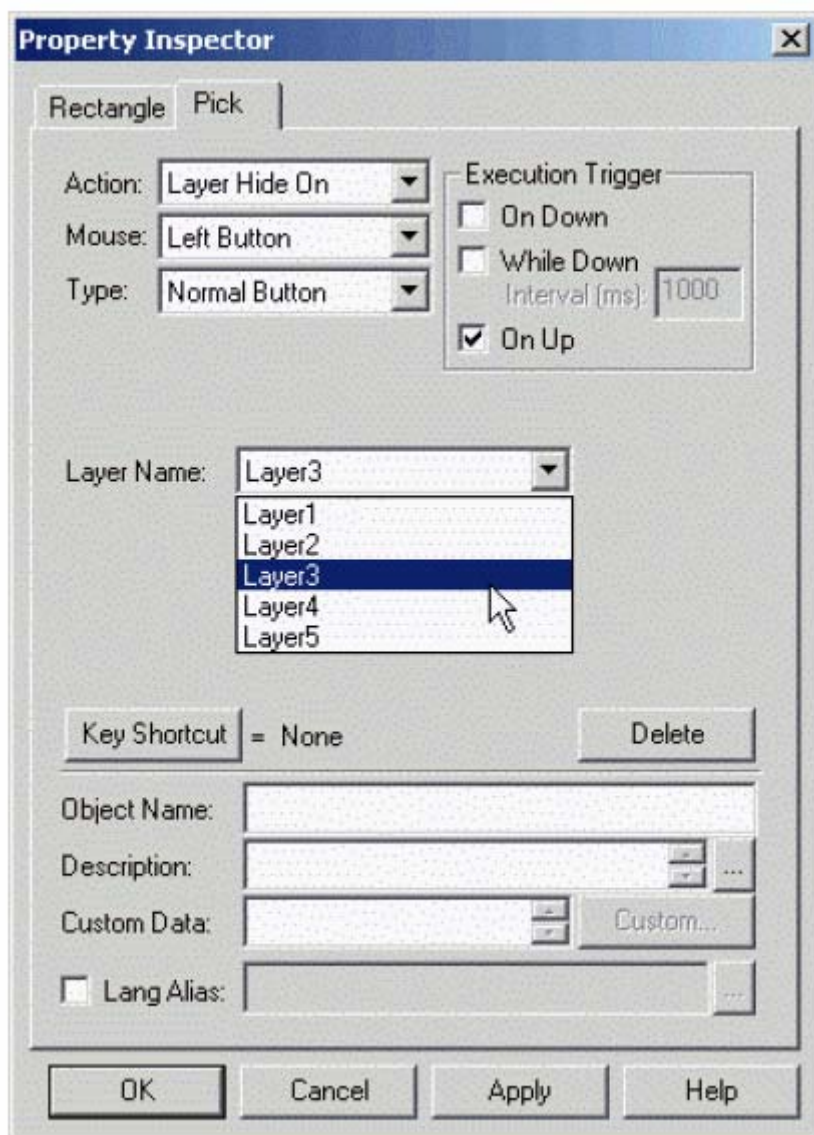 Property Inspector
Rectangle Pick
Action: Layer Hide On
Mouse: Left Button
Type: Normal Button
Execution Trigger
On Down
While Down
Interval (ms): 1000
On Up
Layer Name: Layer3
Layer1
Layer2
Layer3
Layer4
Layer5
Key Shortcut = None Delete
Object Name:
Description: ...
Custom Data: Custom...
Lang Alias: ...
OK Cancel Apply Help